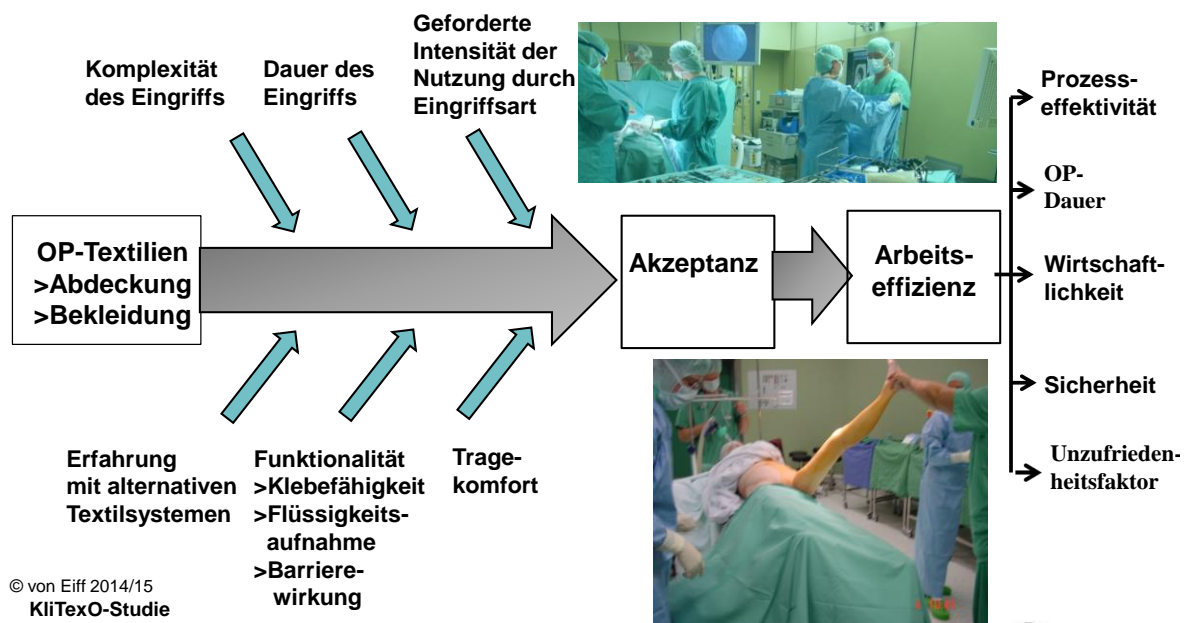 Komplexität
des Eingriffs
Dauer des
Eingriffs
Geforderte
Intensität der
Nutzung durch
Eingriffsart
OP-Textilien
>Abdeckung
>Bekleidung
Akzeptanz
Arbeits-
effizienz
Prozess-
effektivität
OP-
Dauer
Wirtschaft-
lichkeit
Sicherheit
Unzufrieden-
heitsfaktor
Erfahrung
mit alternativen
Textilsystemen
Funktionalität
>Klebefähigkeit
>Flüssigkeits-
aufnahme
>Barriere-
wirkung
Trage-
komfort
© von Eiff 2014/15
KliTexO-Studie